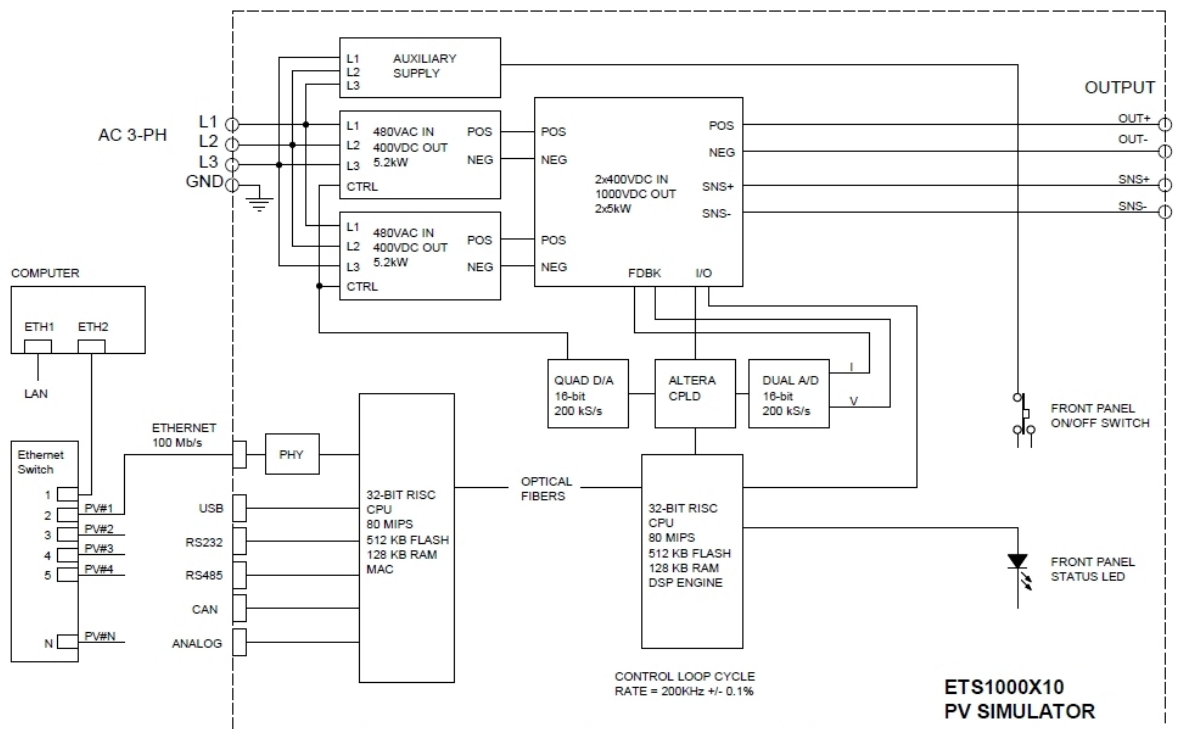 L1
L2
L3
AUXILIARY
SUPPLY
OUTPUT
AC 3-PH
L1
L2
L3
GND
L1
L2
L3
CTRL
480VAC IN
400VDC OUT
5.2kW
POS
NEG
POS
NEG
2x400VDC IN
1000VDC OUT
2x5kW
POS
NEG
SNS+
SNS-
OUT+
OUT-
SNS+
SNS-
L1
L2
L3
CTRL
480VAC IN
400VDC OUT
5.2kW
POS
NEG
POS
NEG
FDBK
I/O
COMPUTER
ETH1
ETH2
LAN
QUAD D/A
16-bit
200 kS/s
ALTERA
CPLD
DUAL A/D
16-bit
200 kS/s
I
V
FRONT PANEL
ON/OFF SWITCH
ETHERNET
100 Mb/s
PHY
Ethernet
Switch
1
2
3
4
5
N
PV#1
PV#2
PV#3
PV#4
PV#N
USB
RS232
RS485
CAN
ANALOG
32-BIT RISC
CPU
80 MIPS
512 KB FLASH
128 KB RAM
MAC
OPTICAL
FIBERS
32-BIT RISC
CPU
80 MIPS
512 KB FLASH
128 KB RAM
DSP ENGINE
FRONT PANEL
STATUS LED
CONTROL LOOP CYCLE
RATE = 200KHz +/- 0.1%
ETS1000X10
PV SIMULATOR